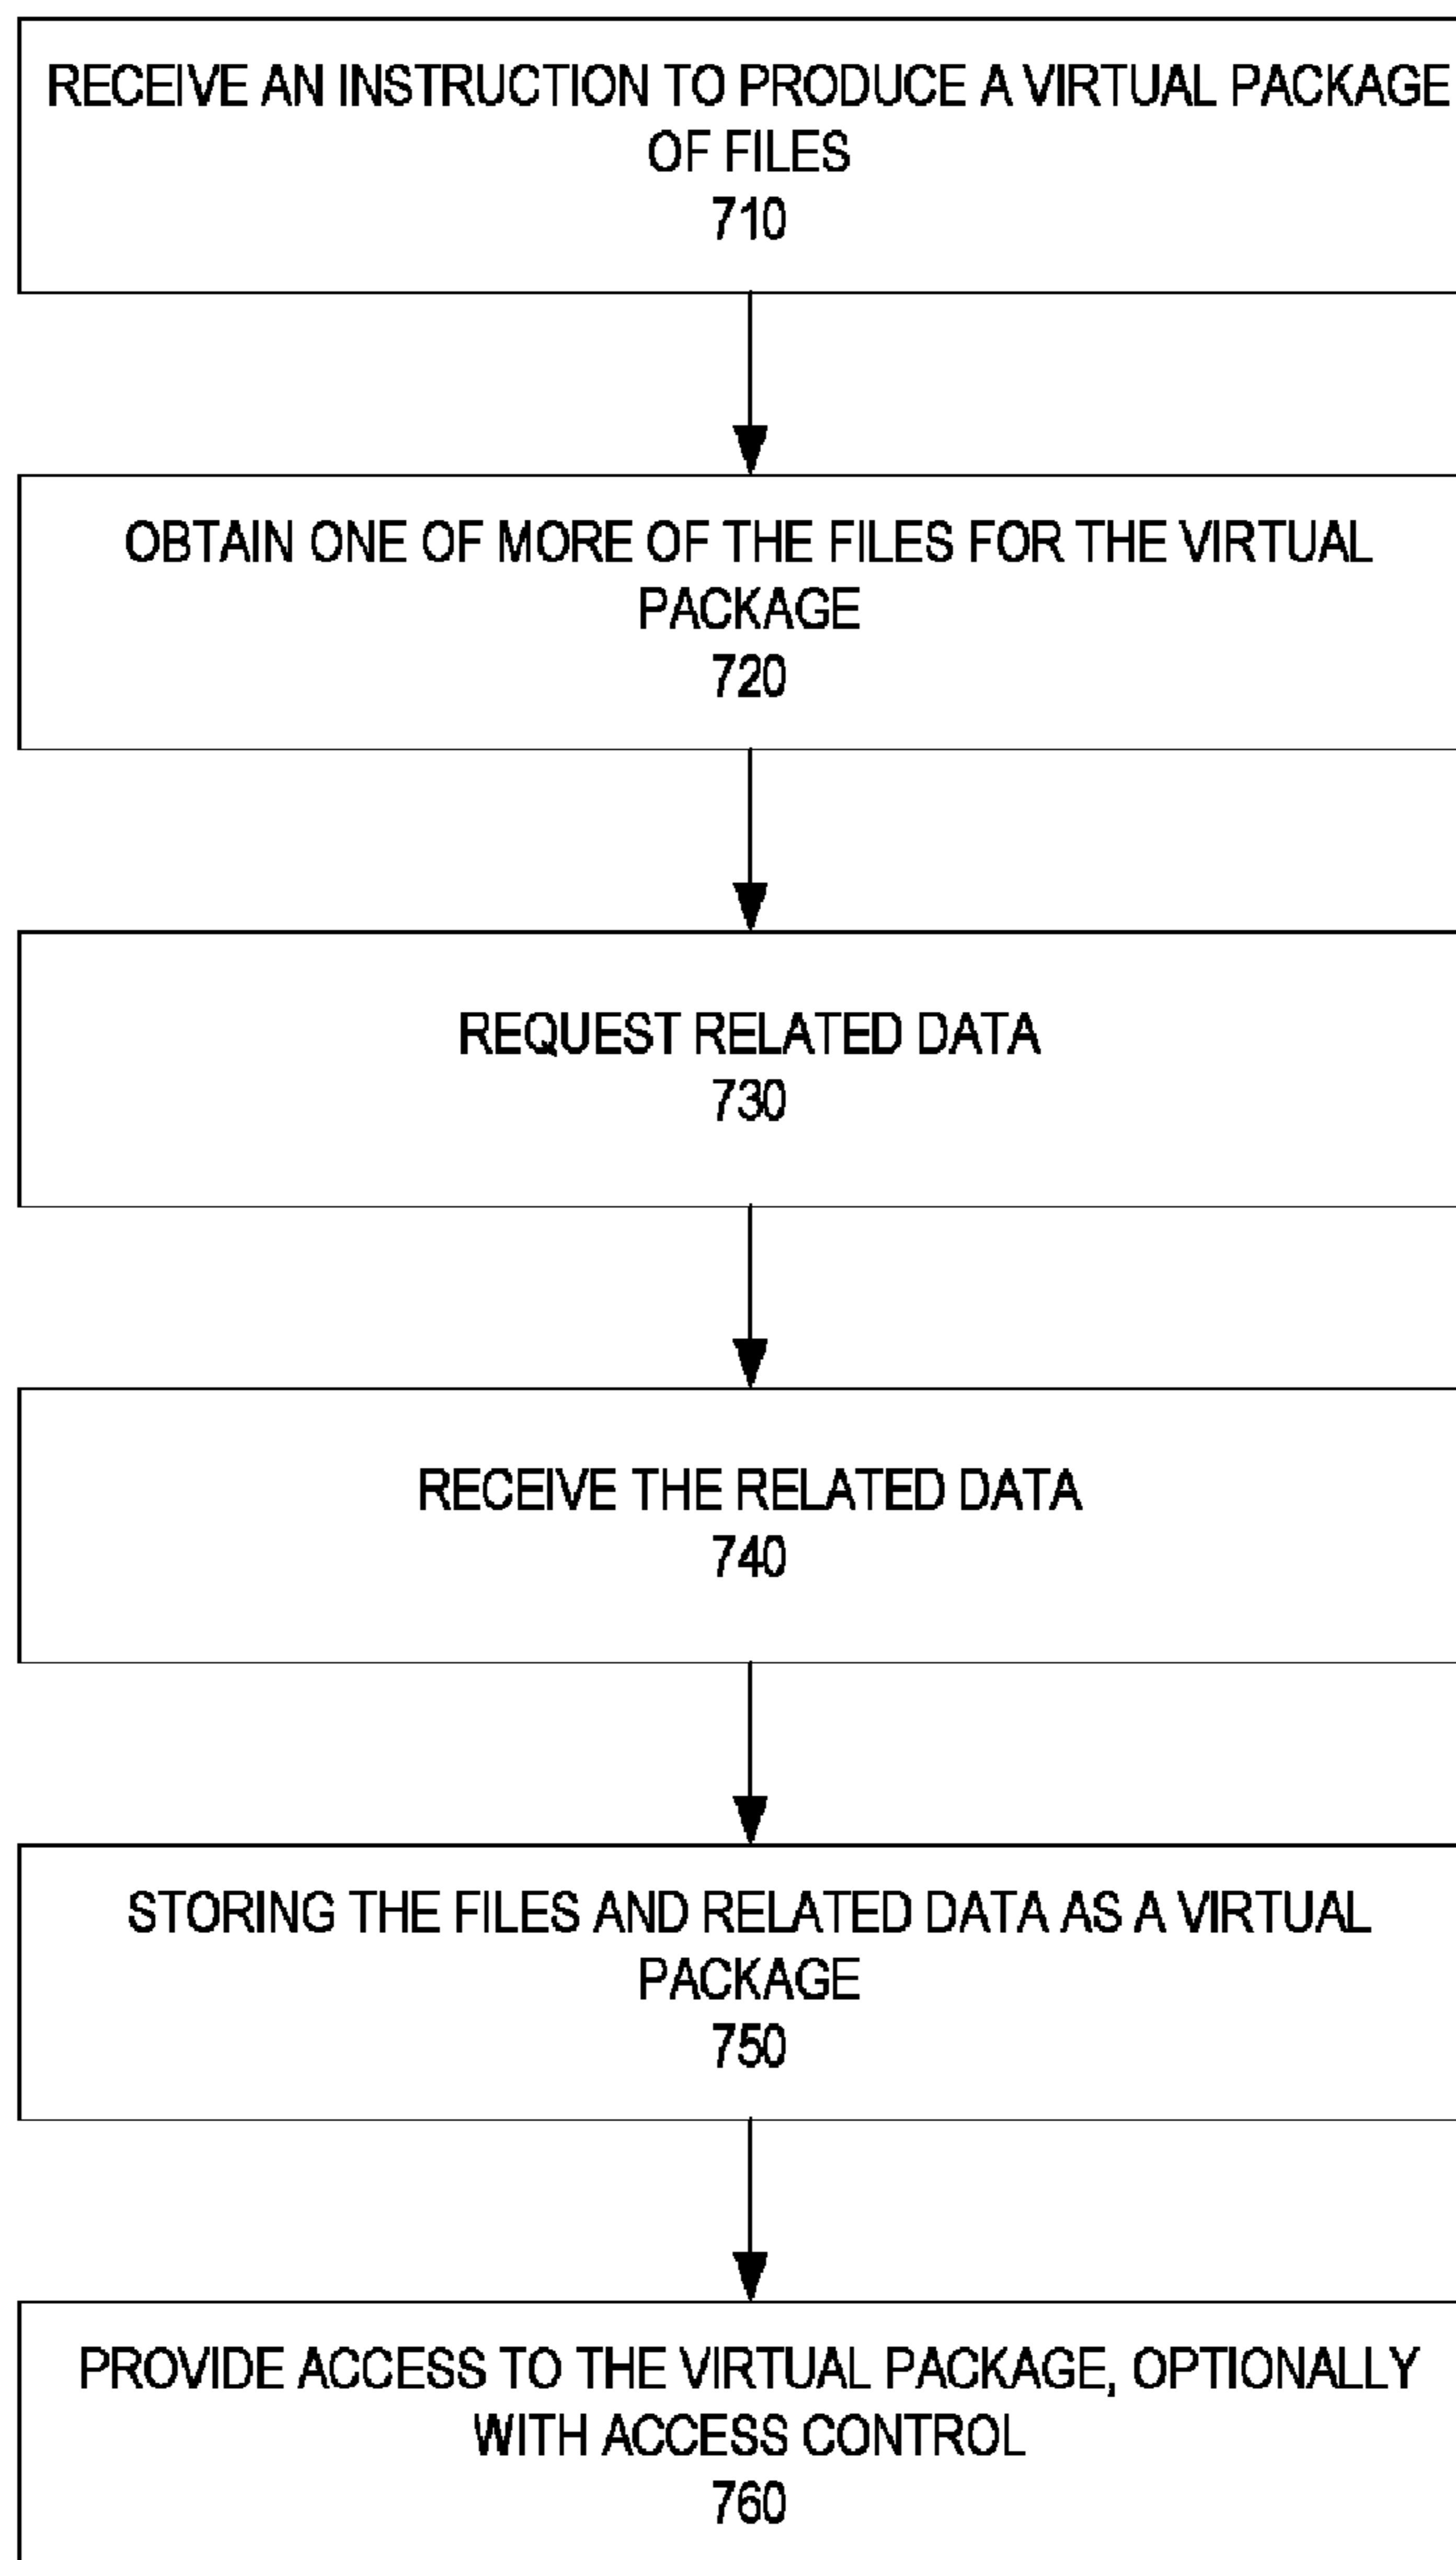 RECEIVE AN INSTRUCTION TO PRODUCE A VIRTUAL PACKAGE
OF FILES
710
OBTAIN ONE OF MORE OF THE FILES FOR THE VIRTUAL
PACKAGE
720
REQUEST RELATED DATA
730
RECEIVE THE RELATED DATA
740
STORING THE FILES AND RELATED DATA AS A VIRTUAL
PACKAGE
750
PROVIDE ACCESS TO THE VIRTUAL PACKAGE, OPTIONALLY
WITH ACCESS CONTROL
760